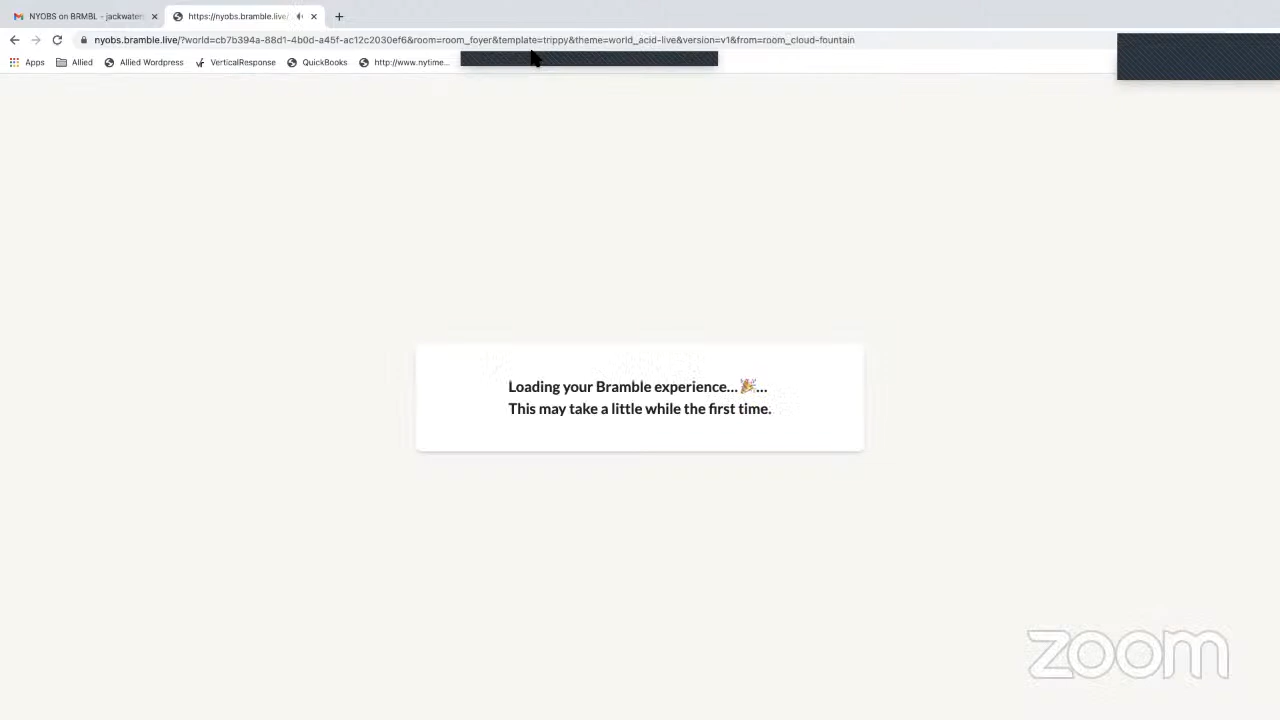 NYOBS on BRMBL - jackwaters
https://nyobs.bramble.live/
nyobs.bramble.live/?world=cb7b394a-88d1-4b0d-a45f-ac12c2030ef6&room=room_foyer&template=trippy&theme=world_acid-live&version=v1&from=room_cloud-fountain
Apps Allied Allied Wordpress VerticalResponse QuickBooks http://www.nytime...
Loading your Bramble experience... 🎉...
This may take a little while the first time.
zoom